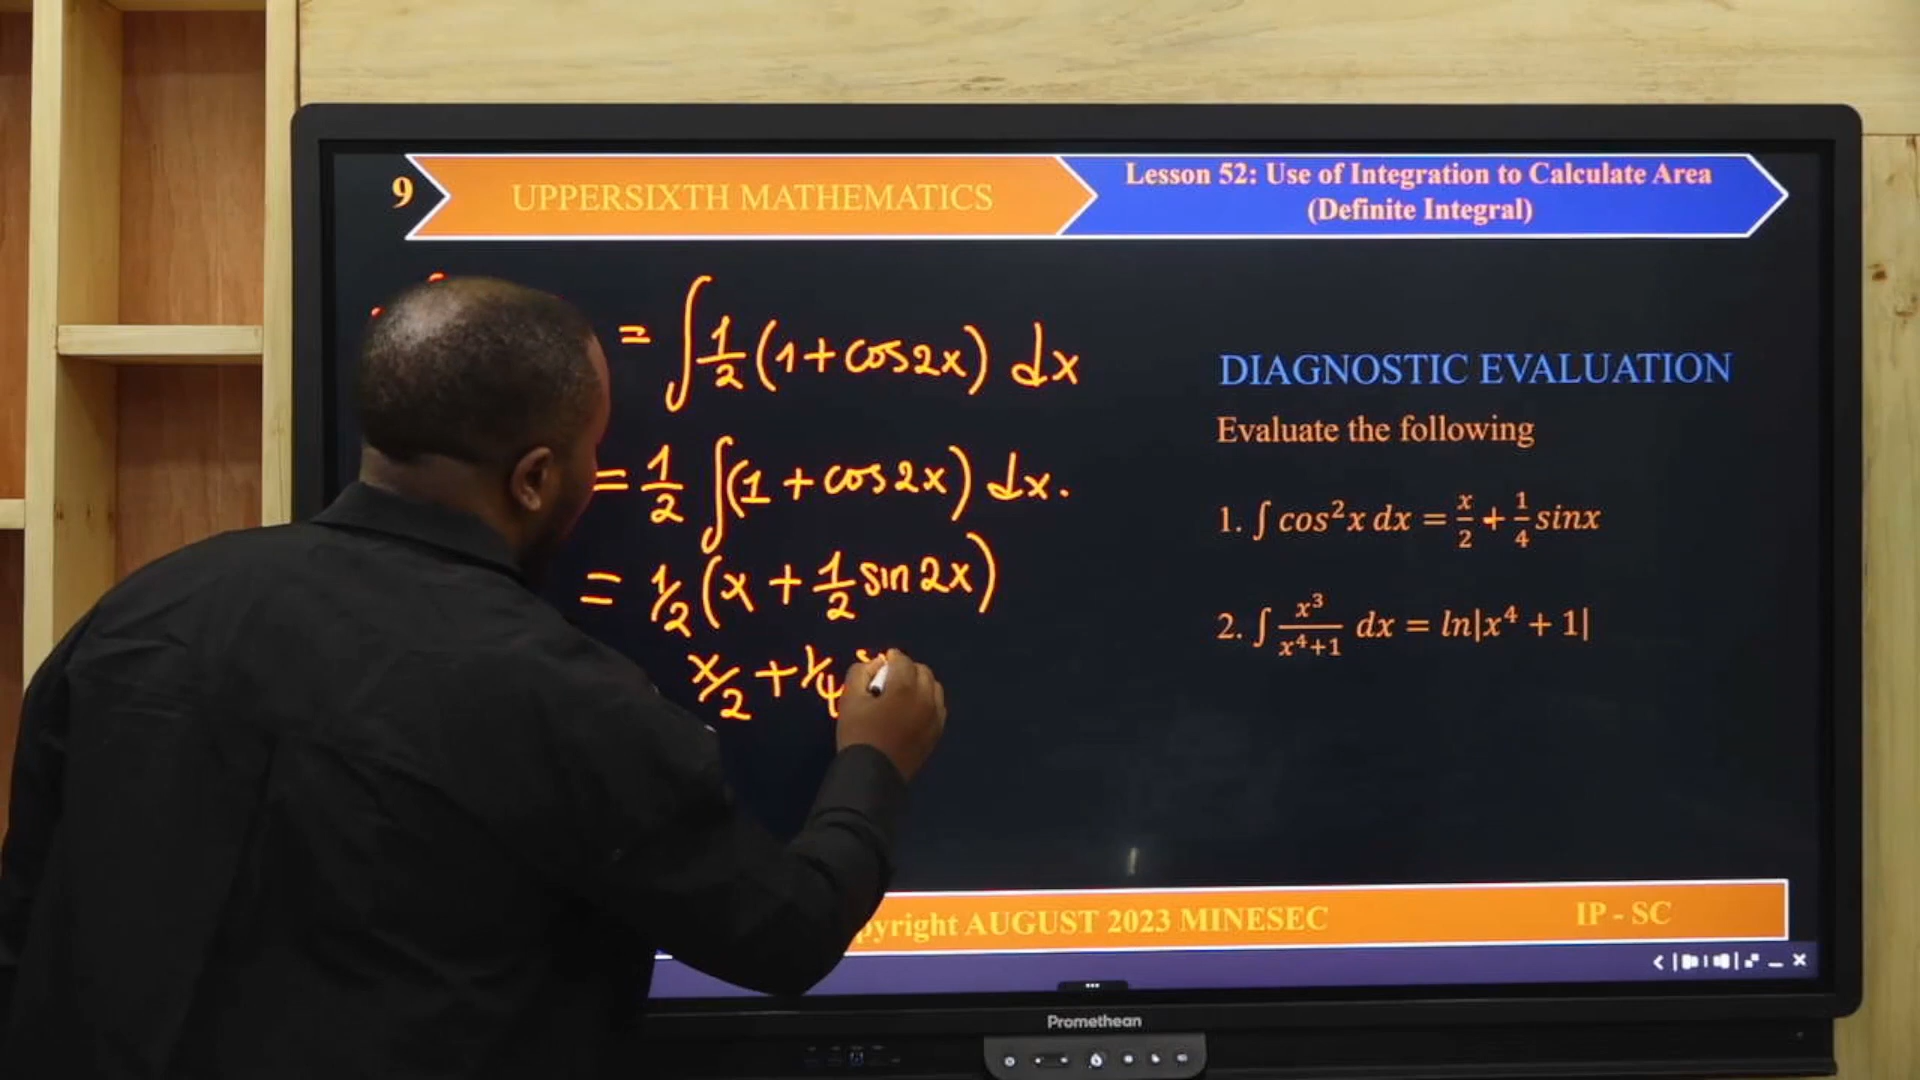 9
UPPERSIXTH MATHEMATICS
Lesson 52: Use of Integration to Calculate Area
(Definite Integral)
= ∫ 1/2 (1 + cos2x) dx
= 1/2 ∫(1 + cos2x) dx.
= 1/2 (x + 1/2 sin 2x)
x/2 + 1/4
DIAGNOSTIC EVALUATION
Evaluate the following
1. ∫ cos²x dx = x/2 + 1/4 sinx
2. ∫ x³/(x⁴+1) dx = ln|x⁴ + 1|
pyright AUGUST 2023 MINESEC
IP - SC
Promethean